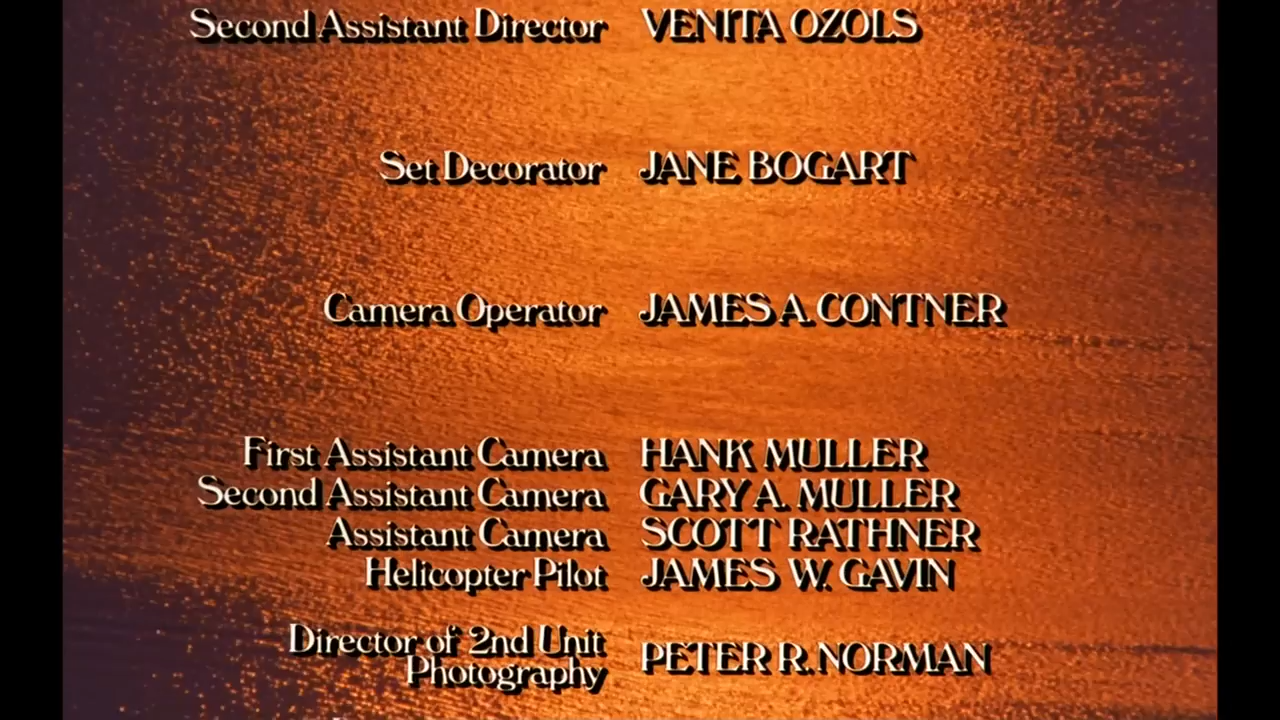 Second Assistant Director VENITA OZOLS
Set Decorator JANE BOGART
Camera Operator JAMES A. CONTNER
First Assistant Camera HANK MULLER
Second Assistant Camera GARY A. MULLER
Assistant Camera SCOTT RATHNER
Helicopter Pilot JAMES W. GAVIN
Director of 2nd Unit
Photography PETER R. NORMAN